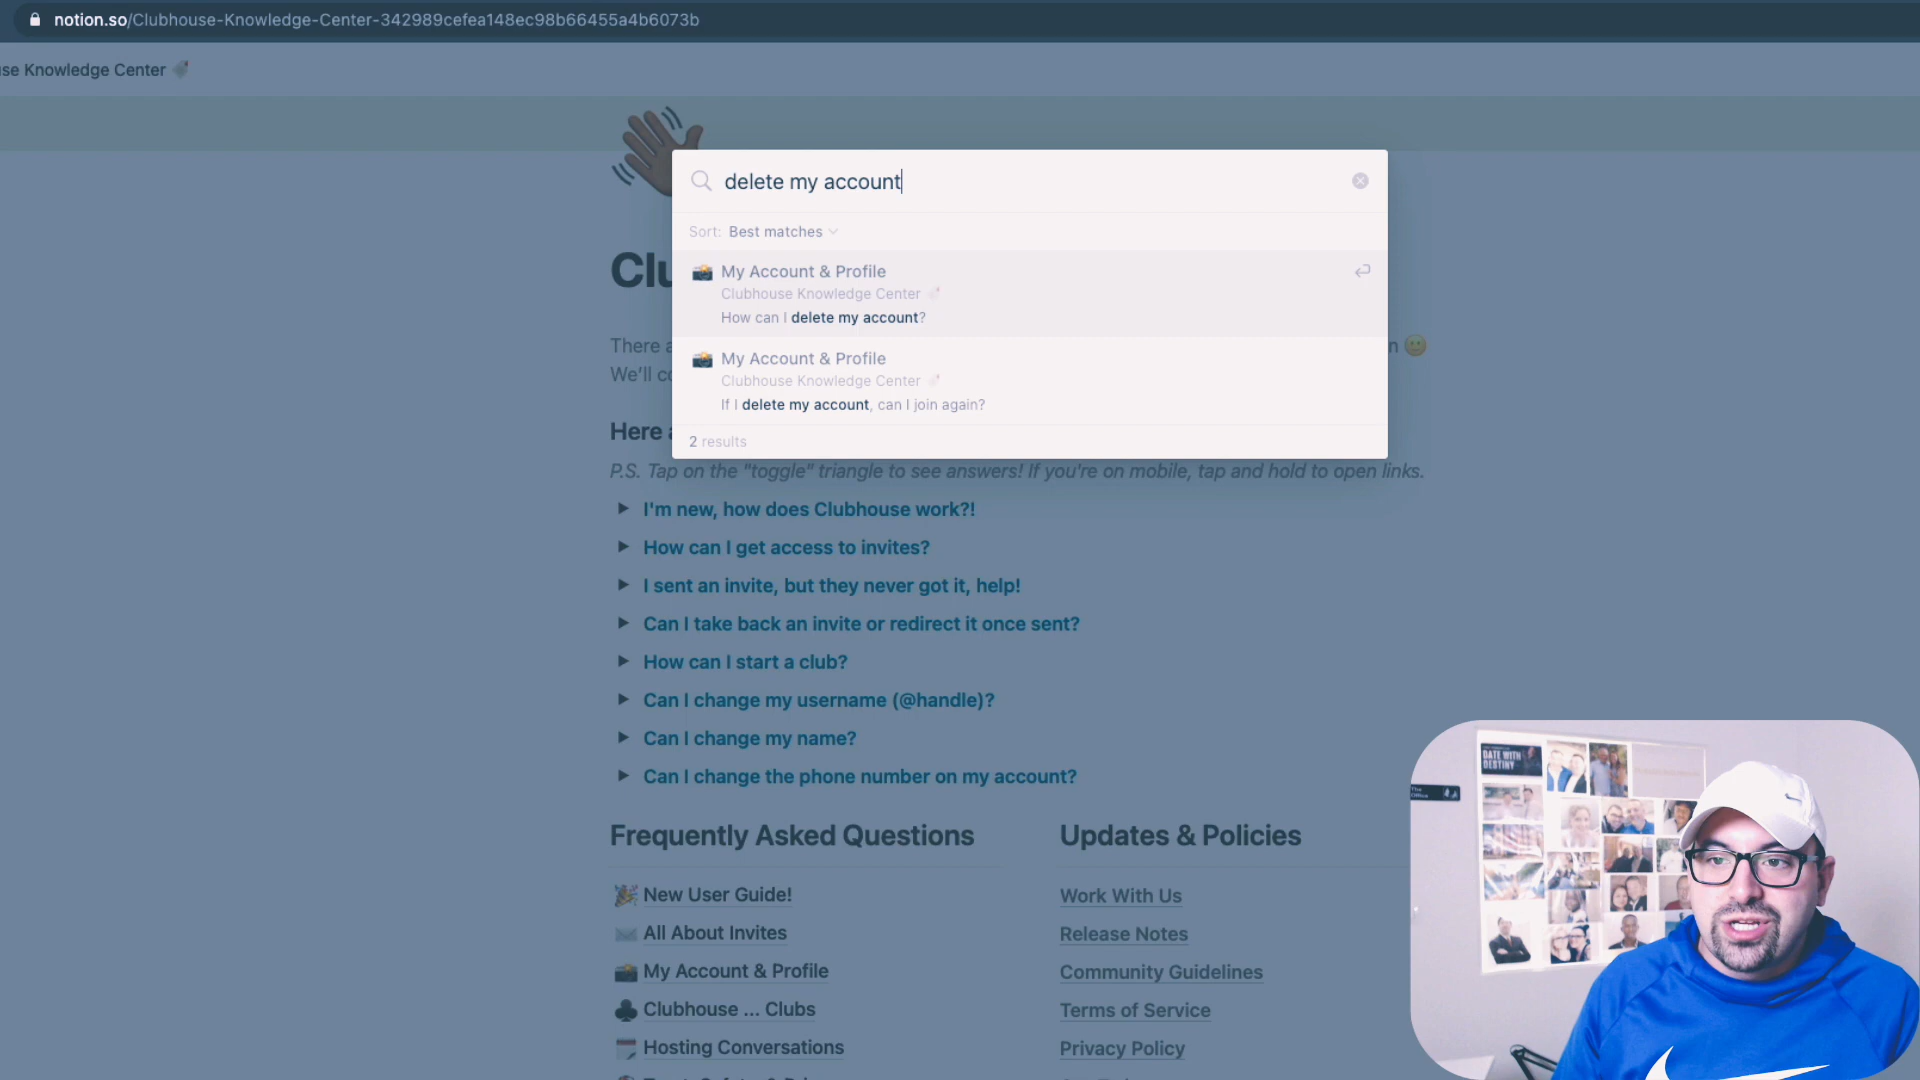 notion.so/Clubhouse-Knowledge-Center-342989cefea148ec98b66455a4b6073b
se Knowledge Center
delete my account
Sort: Best matches
My Account & Profile
Clubhouse Knowledge Center
How can I delete my account?
My Account & Profile
Clubhouse Knowledge Center
If I delete my account, can I join again?
2 results
Clu
There a
n
We'll co
Here a
P.S. Tap on the "toggle" triangle to see answers! If you're on mobile, tap and hold to open links.
I'm new, how does Clubhouse work?!
How can I get access to invites?
I sent an invite, but they never got it, help!
Can I take back an invite or redirect it once sent?
How can I start a club?
Can I change my username (@handle)?
Can I change my name?
Can I change the phone number on my account?
Frequently Asked Questions
New User Guide!
All About Invites
My Account & Profile
Clubhouse ... Clubs
Hosting Conversations
Updates & Policies
Work With Us
Release Notes
Community Guidelines
Terms of Service
Privacy Policy
DATE WITH
DESTINY
The
Office